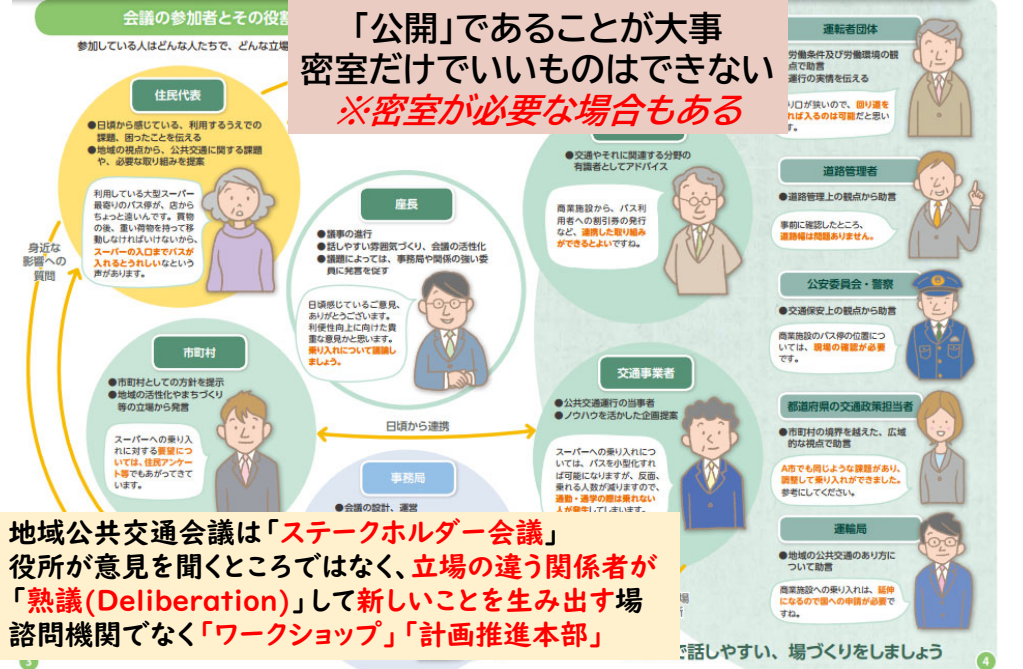 会議の参加者とその役割
参加している人はどんな人たちで、どんな立場
「公開」であることが大事
密室だけでいいものはできない
※密室が必要な場合もある
住民代表
●日頃から感じている、利用するうえでの
課題、困ったことを伝える
●地域の視点から、公共交通に関する課題
や、必要な取り組みを提案
利用している大型スーパー
最寄りのバス停が、店から
ちょっと遠いんです。買物
の後、重い荷物を持って移
動しなければいけないから、
スーパーの入口までバスが
入れるとうれしいなという
声があります。
身近な
影響への
質問
座長
●議事の進行
●話しやすい雰囲気づくり、会議の活性化
●議題によっては、事務局や関係の強い委
員に発言を促す
日頃感じているご意見、
ありがとうございます。
利便性向上に向けた貴
重な意見かと思います。
乗り入れについて議論し
ましょう。
●交通やそれに関連する分野の
有識者としてアドバイス
商業施設から、バス利
用者への割引券の発行
など、連携した取り組み
ができるとよいですね。
市町村
●市町村としての方針を提示
●地域の活性化やまちづくり
等の立場から発言
スーパーへの乗り入
れに対する要望につ
いては、住民アンケー
ト等でもあがってきて
います。
日頃から連携
事務局
●会議の設計、運営
交通事業者
●公共交通運行の当事者
●ノウハウを活かした企画提案
スーパーへの乗り入れにつ
いては、バスを小型化すれ
ば可能になりますが、反面、
乗れる人数が減りますので、
通勤・通学の際は乗れない
人が発生してしまいます。
運転者団体
労働条件及び労働環境の観
点で助言
運行の実情を伝える
り口が狭いので、回り道を
れば入るのは可能だと思い
す。
道路管理者
●道路管理上の観点から助言
事前に確認したところ、
道路幅は問題ありません。
公安委員会・警察
●交通保安上の観点から助言
商業施設のバス停の位置につ
いては、現場の確認が必要
です。
都道府県の交通政策担当者
●市町村の境界を越えた、広域
的な視点で助言
A市でも同じような課題があり、
調整して乗り入れができました。
参考にしてください。
運輸局
●地域の公共交通のあり方に
ついて助言
商業施設への乗り入れは、延伸
になるので国への申請が必要で
すね。
地域公共交通会議は「ステークホルダー会議」
役所が意見を聞くところではなく、立場の違う関係者が
「熟議(Deliberation)」して新しいことを生み出す場
諮問機関でなく「ワークショップ」「計画推進本部」
場
で話しやすい、場づくりをしましょう
3
4